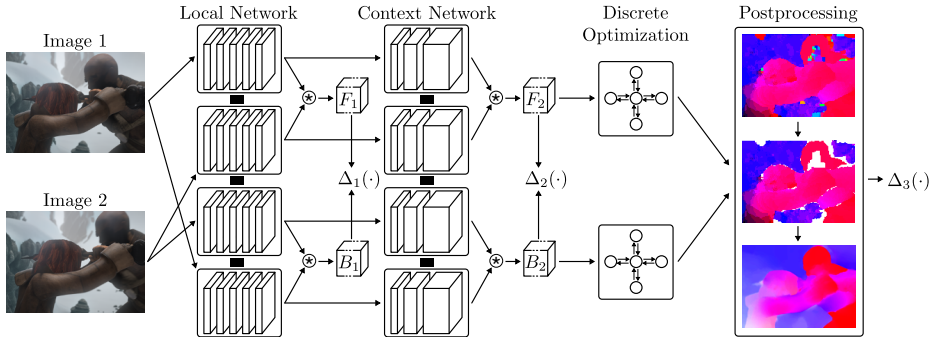 Local Network
Context Network
Discrete
Optimization
Postprocessing
Image 1
Image 2
F₁
F₂
Δ₁(·)
Δ₂(·)
Δ₃(·)
B₁
B₂